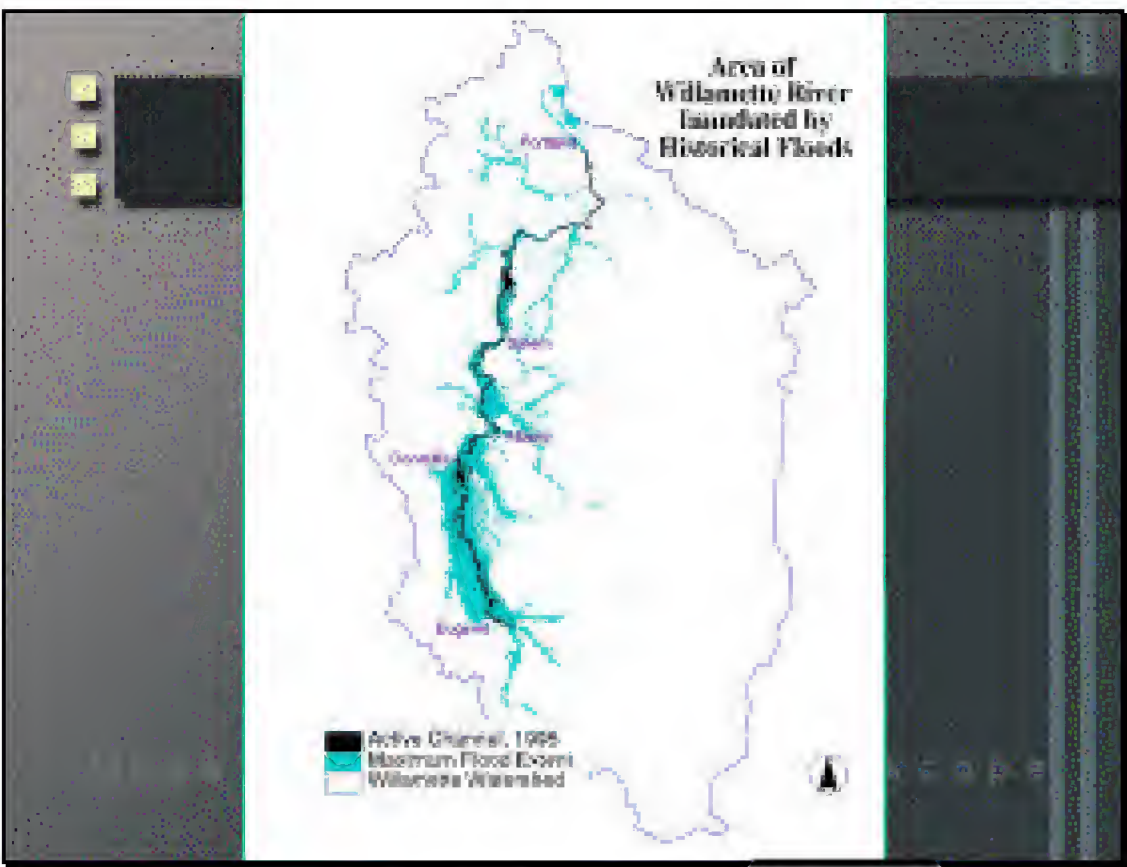 Area of
Willamette River
Inundated by
Historical Floods
Portland
Salem
Albany
Corvallis
Eugene
Active Channel, 1995
Maximum Flood Extent
Willamette Watershed